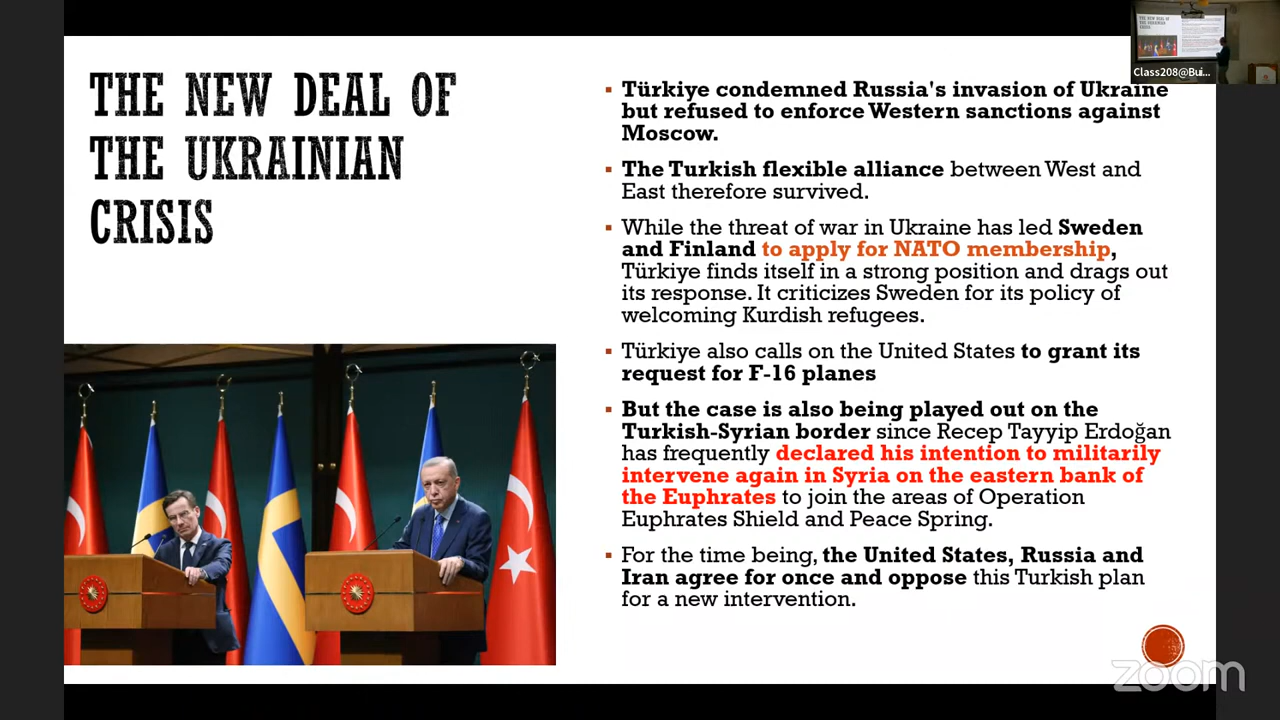 THE NEW DEAL OF
THE UKRAINIAN
CRISIS
Class208@Bui...
▪ Türkiye condemned Russia's invasion of Ukraine
but refused to enforce Western sanctions against
Moscow.
▪ The Turkish flexible alliance between West and
East therefore survived.
▪ While the threat of war in Ukraine has led Sweden
and Finland to apply for NATO membership,
Türkiye finds itself in a strong position and drags out
its response. It criticizes Sweden for its policy of
welcoming Kurdish refugees.
▪ Türkiye also calls on the United States to grant its
request for F-16 planes
▪ But the case is also being played out on the
Turkish-Syrian border since Recep Tayyip Erdoğan
has frequently declared his intention to militarily
intervene again in Syria on the eastern bank of
the Euphrates to join the areas of Operation
Euphrates Shield and Peace Spring.
▪ For the time being, the United States, Russia and
Iran agree for once and oppose this Turkish plan
for a new intervention.
zoom